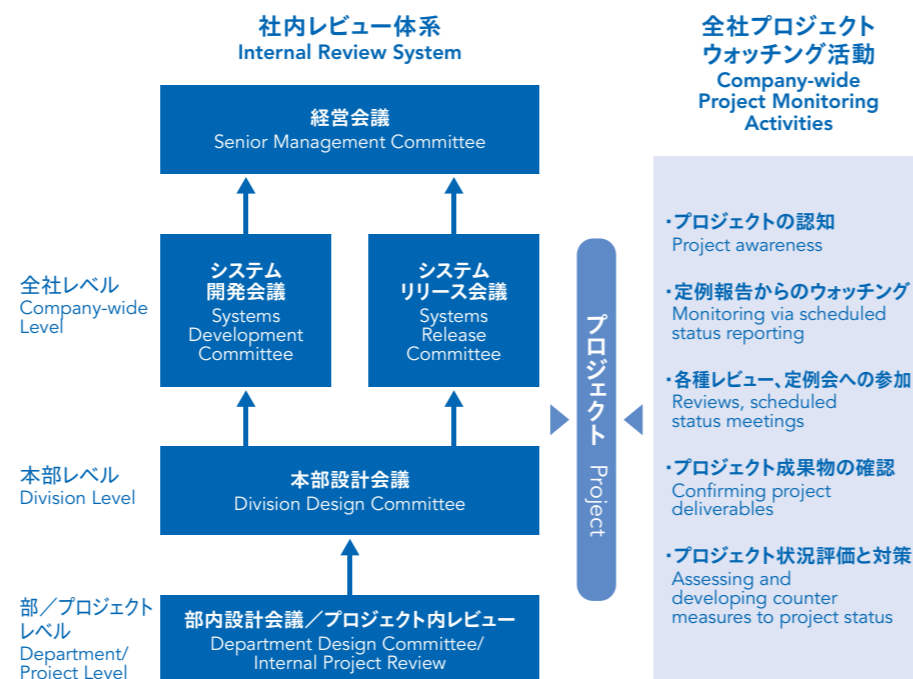 社内レビュー体系
Internal Review System
経営会議
Senior Management Committee
全社レベル
Company-wide
Level
システム
開発会議
Systems
Development
Committee
システム
リリース会議
Systems
Release
Committee
本部レベル
Division Level
本部設計会議
Division Design Committee
部／プロジェクト
レベル
Department/
Project Level
部内設計会議／プロジェクト内レビュー
Department Design Committee/
Internal Project Review
プロジェクト Project
全社プロジェクト
ウォッチング活動
Company-wide
Project Monitoring
Activities
・プロジェクトの認知
Project awareness
・定例報告からのウォッチング
Monitoring via scheduled
status reporting
・各種レビュー、定例会への参加
Reviews, scheduled
status meetings
・プロジェクト成果物の確認
Confirming project
deliverables
・プロジェクト状況評価と対策
Assessing and
developing counter
measures to project status